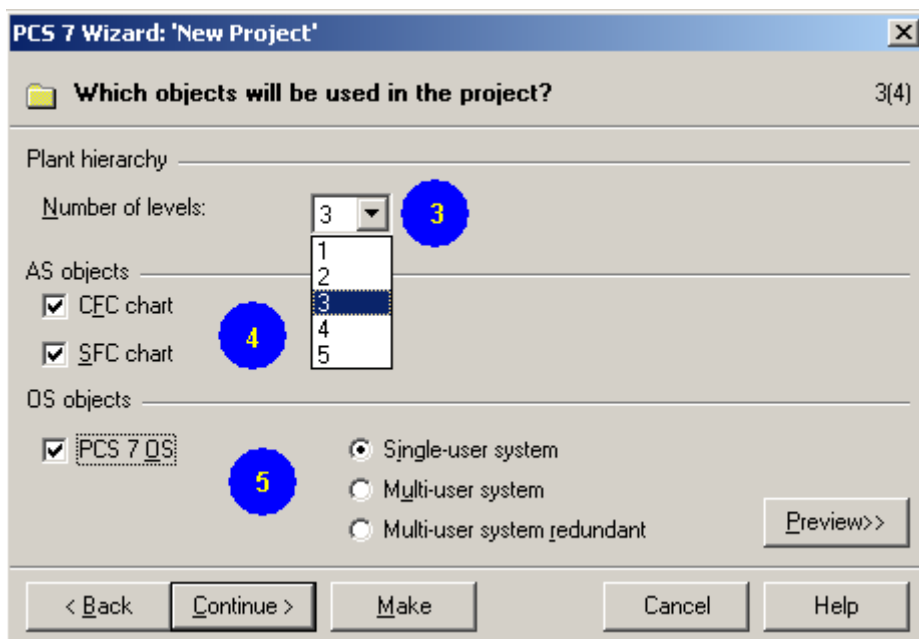 PCS 7 Wizard: 'New Project'
Which objects will be used in the project? 3(4)
Plant hierarchy
Number of levels: 3 3
1
2
3
4
5
AS objects
CFC chart
4
SFC chart
OS objects
PCS 7 OS 5 Single-user system
Multi-user system
Multi-user system redundant
Preview>>
< Back Continue > Make Cancel Help